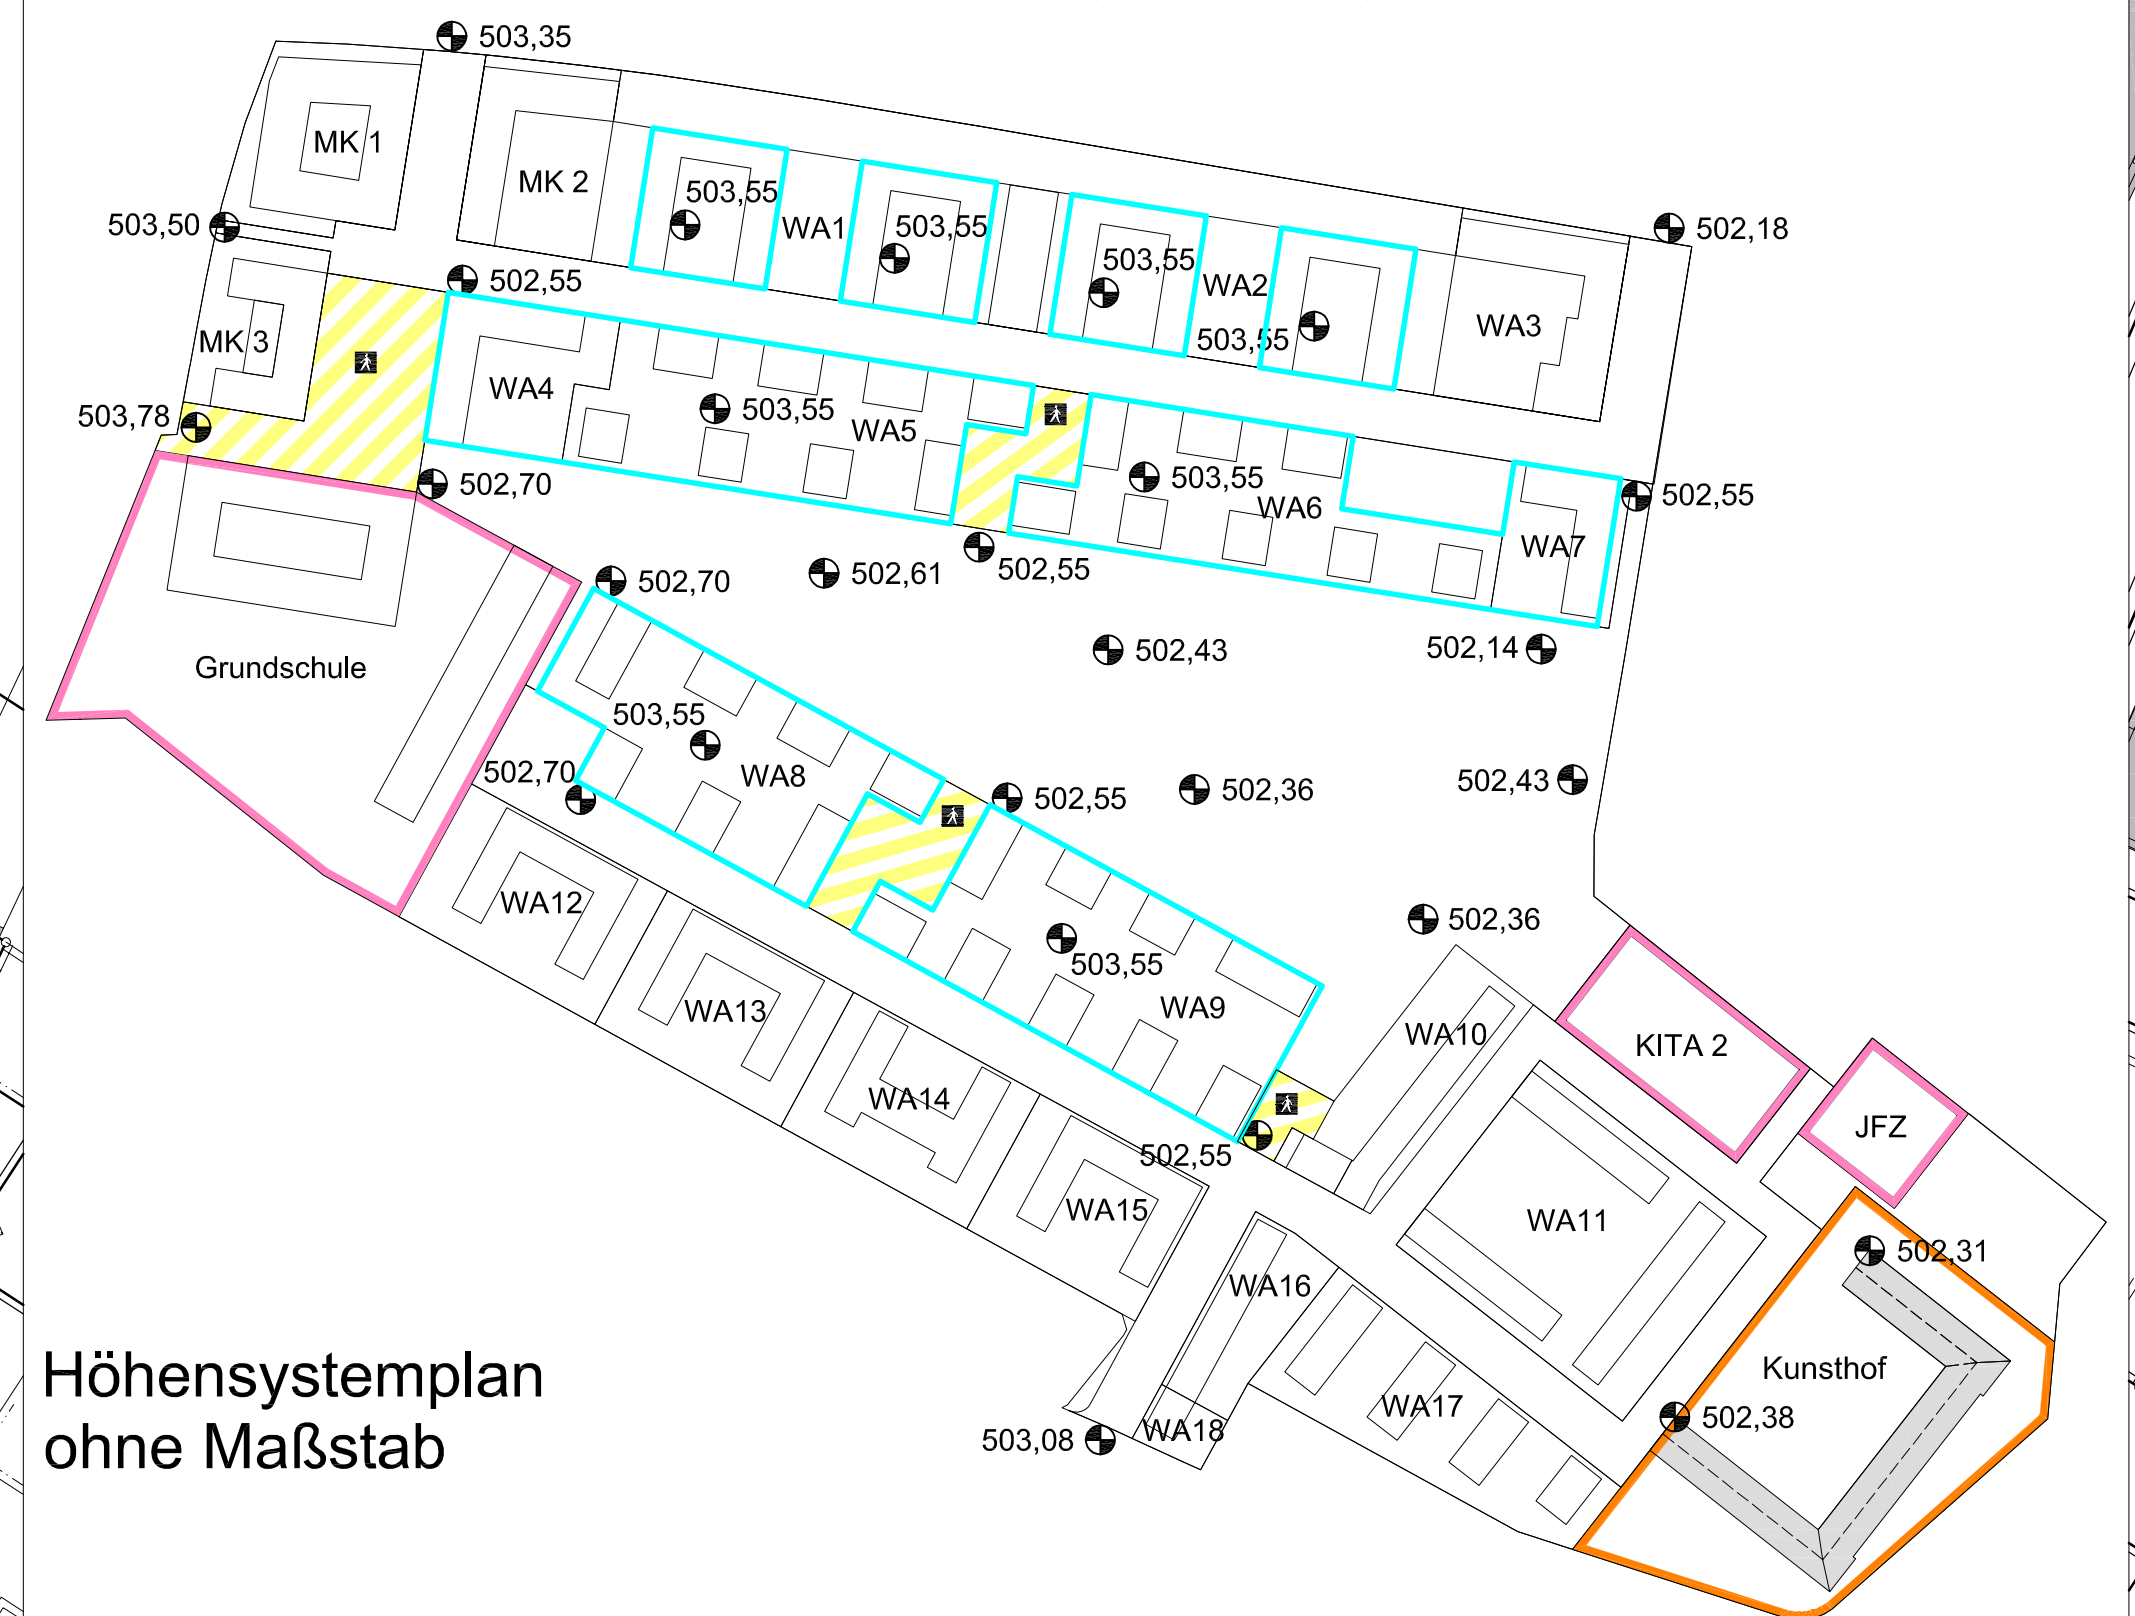 503,35
MK 1
MK 2
503,55
WA1
503,55
503,50
502,18
503,55
WA2
502,55
WA3
MK 3
503,55
WA4
503,78
503,55
WA5
503,55
502,70
502,55
WA6
WA7
502,55
502,70
502,61
502,14
502,43
Grundschule
503,55
502,70
WA8
502,43
502,55
502,36
WA12
502,36
503,55
WA13
WA9
WA10
KITA 2
WA14
JFZ
502,55
WA15
WA11
502,31
WA16
Höhensystemplan
ohne Maßstab
Kunsthof
WA17
502,38
503,08
WA18